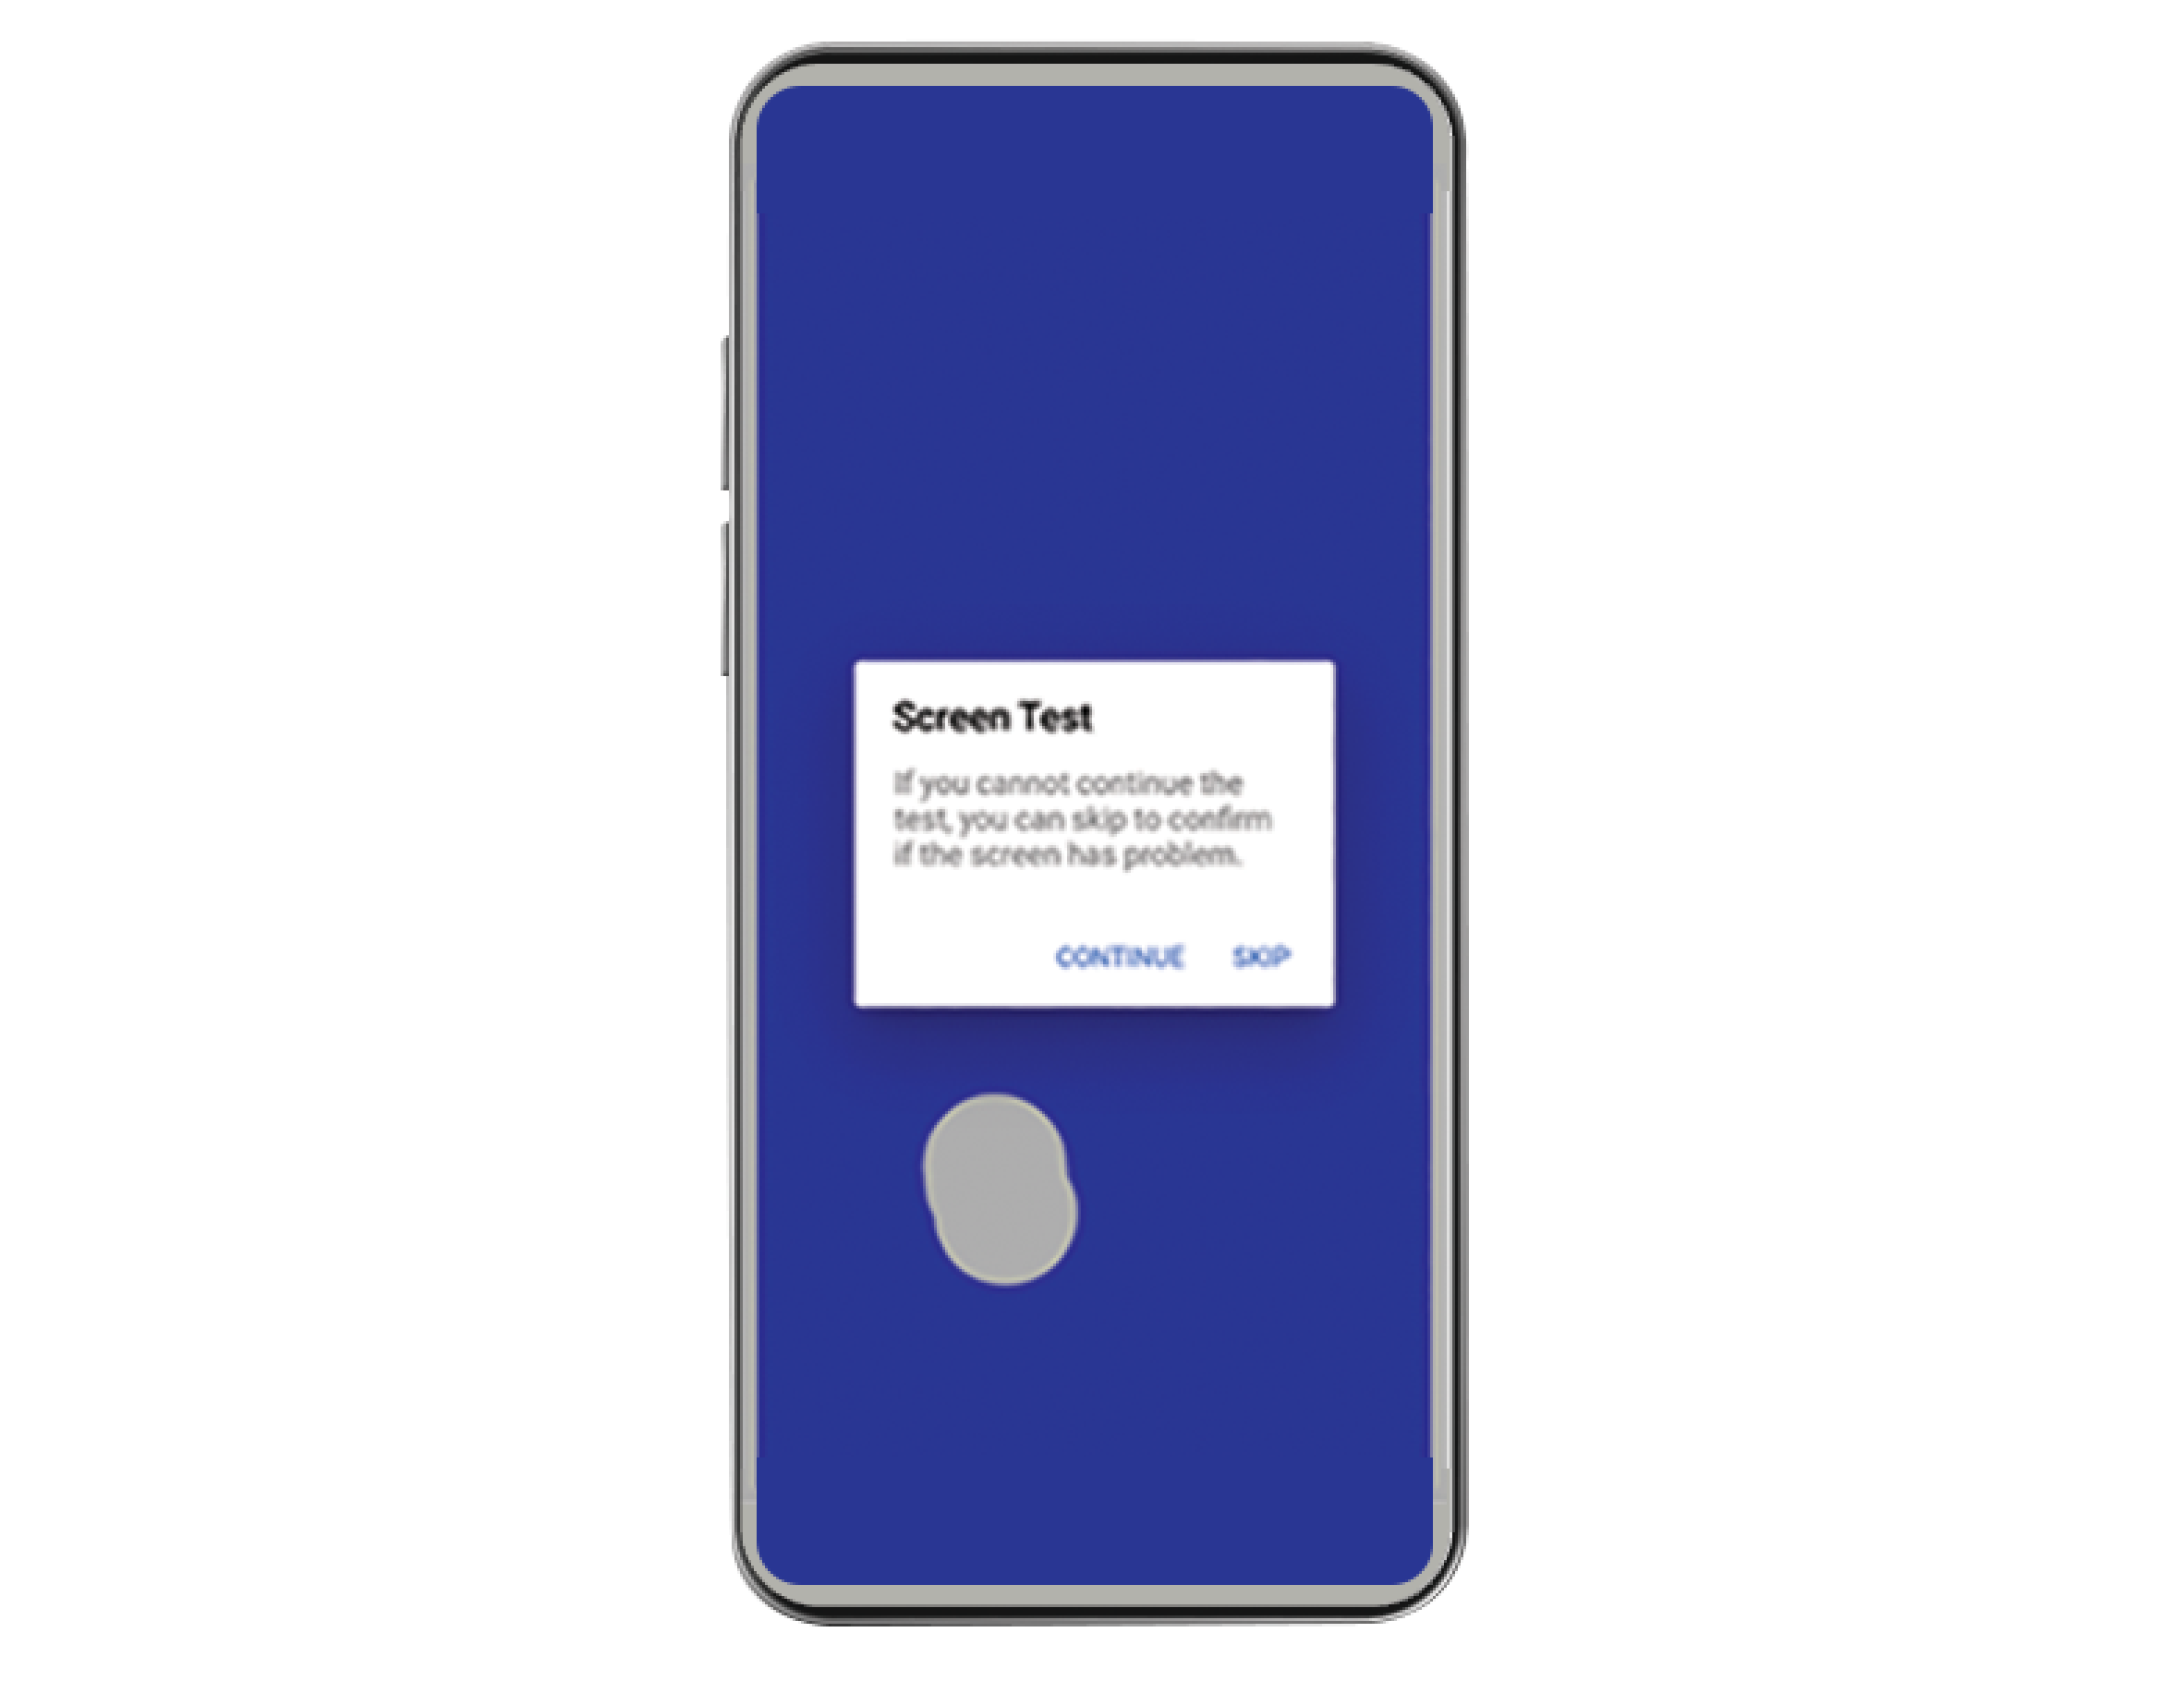 Screen Test
If you cannot continue the
test, you can skip to confirm
if the screen has problem.
CONTINUE SKIP